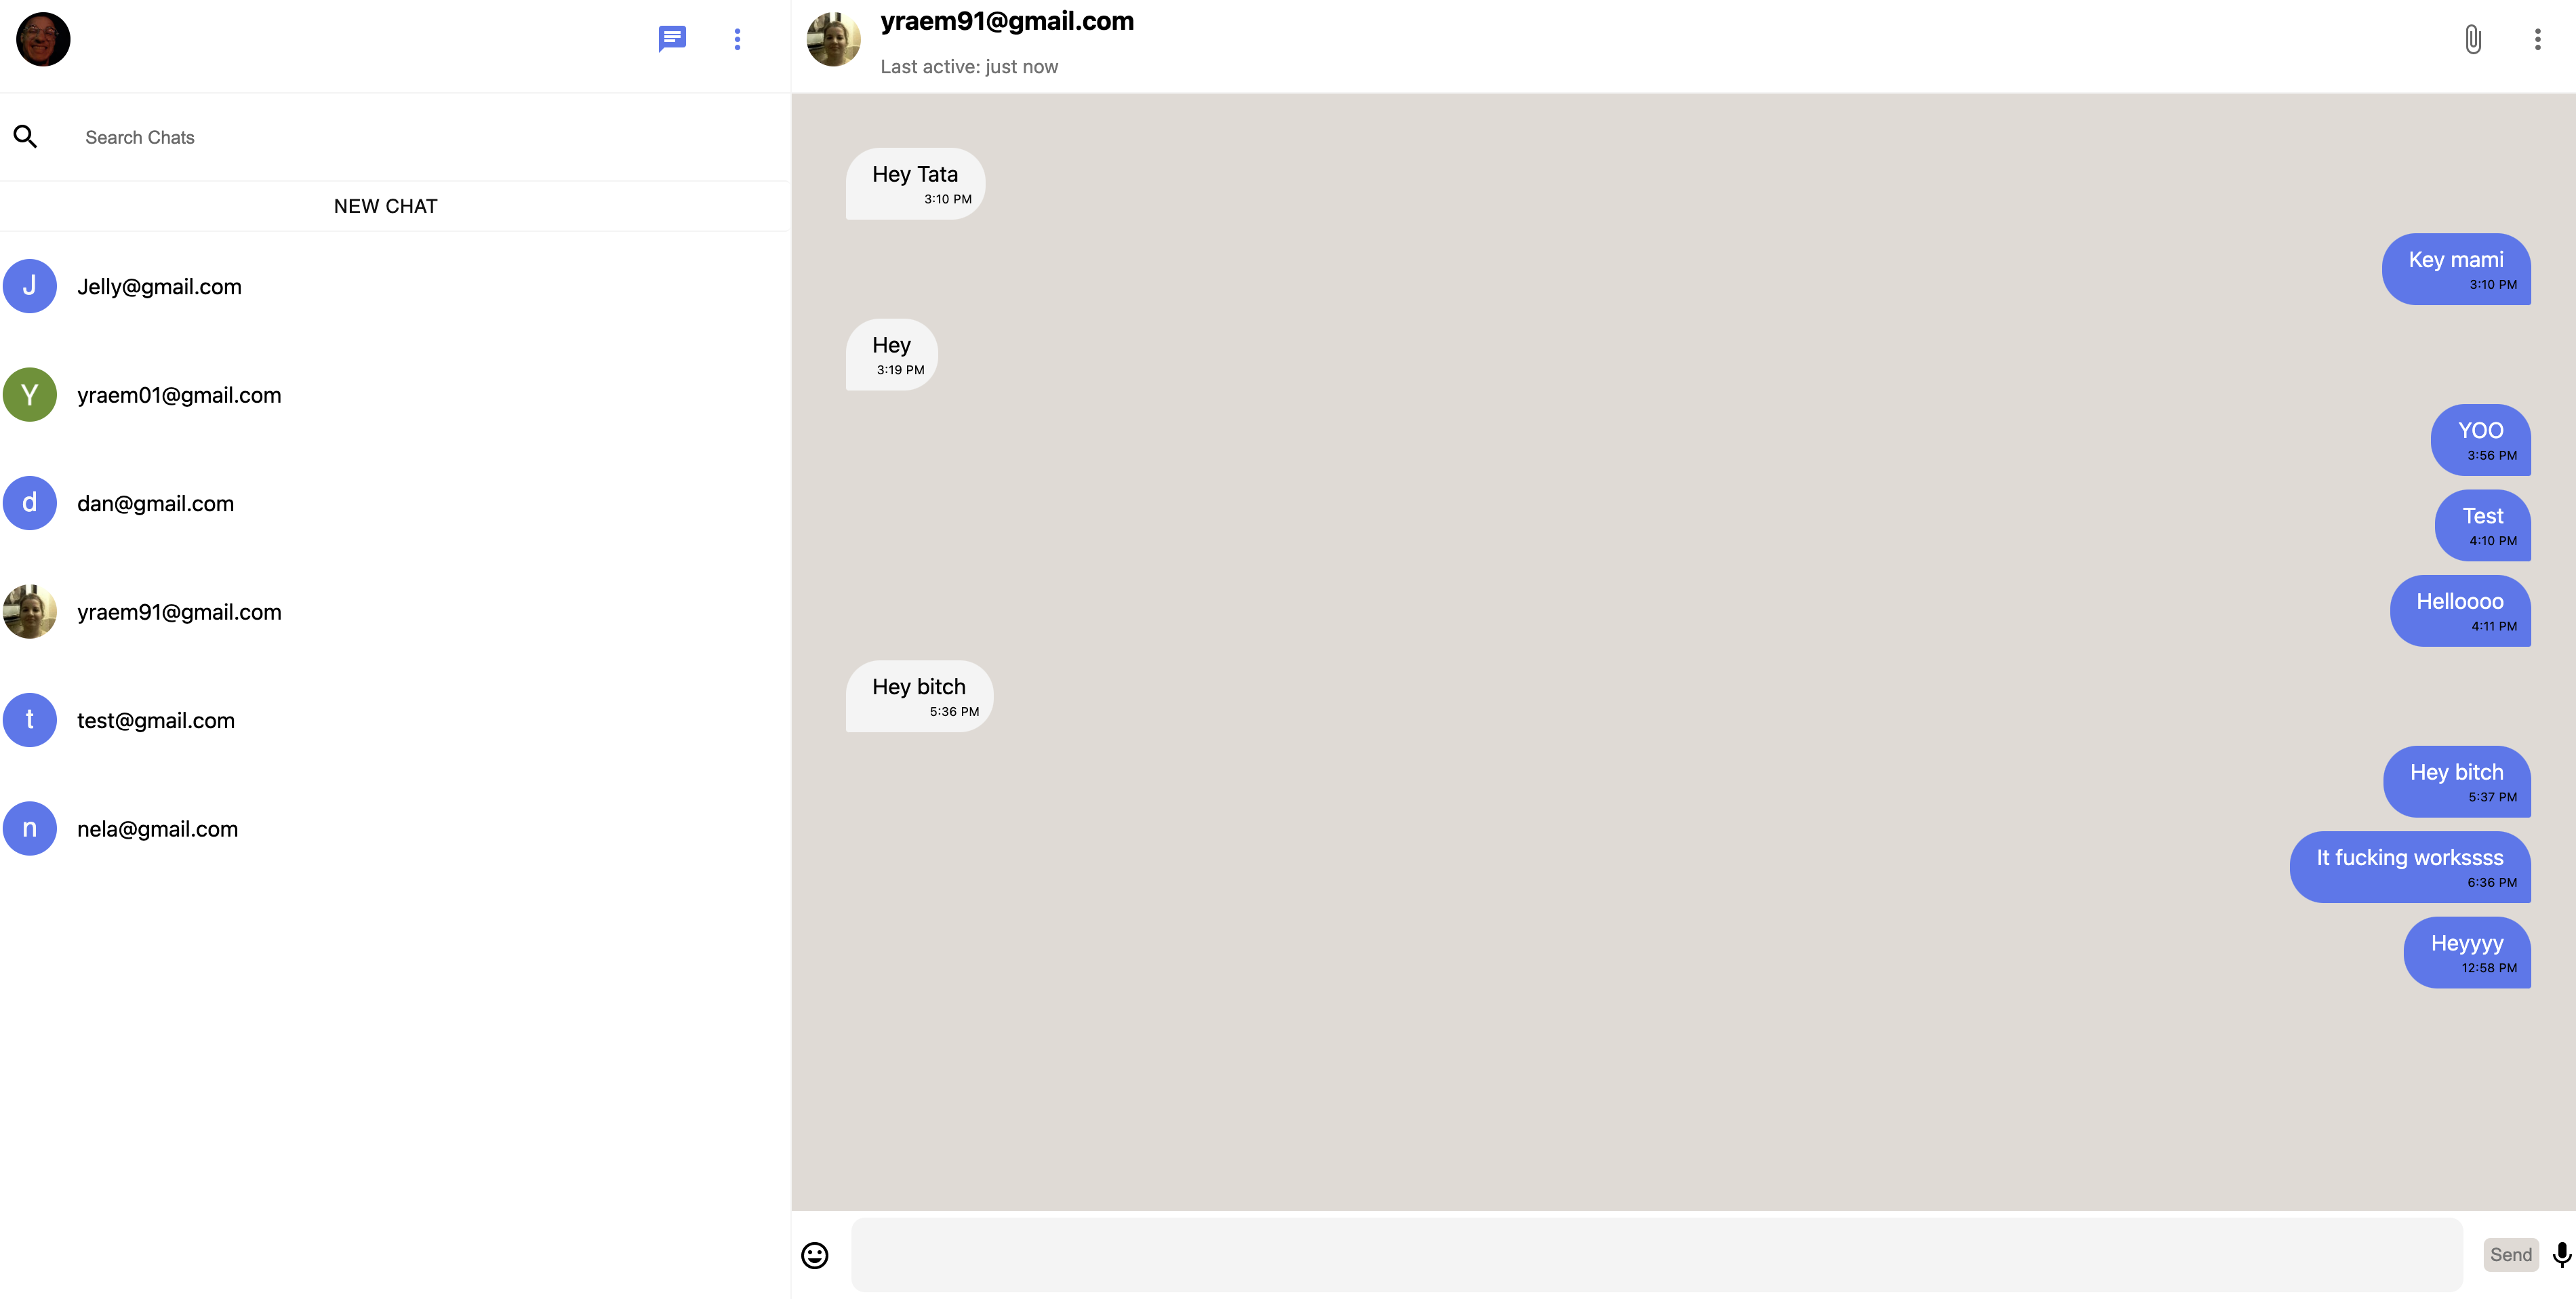 Search Chats
NEW CHAT
J
Jelly@gmail.com
Y
yraem01@gmail.com
d
dan@gmail.com
yraem91@gmail.com
t
test@gmail.com
n
nela@gmail.com
yraem91@gmail.com
Last active: just now
Hey Tata
3:10 PM
Key mami
3:10 PM
Hey
3:19 PM
YOO
3:56 PM
Test
4:10 PM
Helloooo
4:11 PM
Hey bitch
5:36 PM
Hey bitch
5:37 PM
It fucking workssss
6:36 PM
Heyyyy
12:58 PM
Send